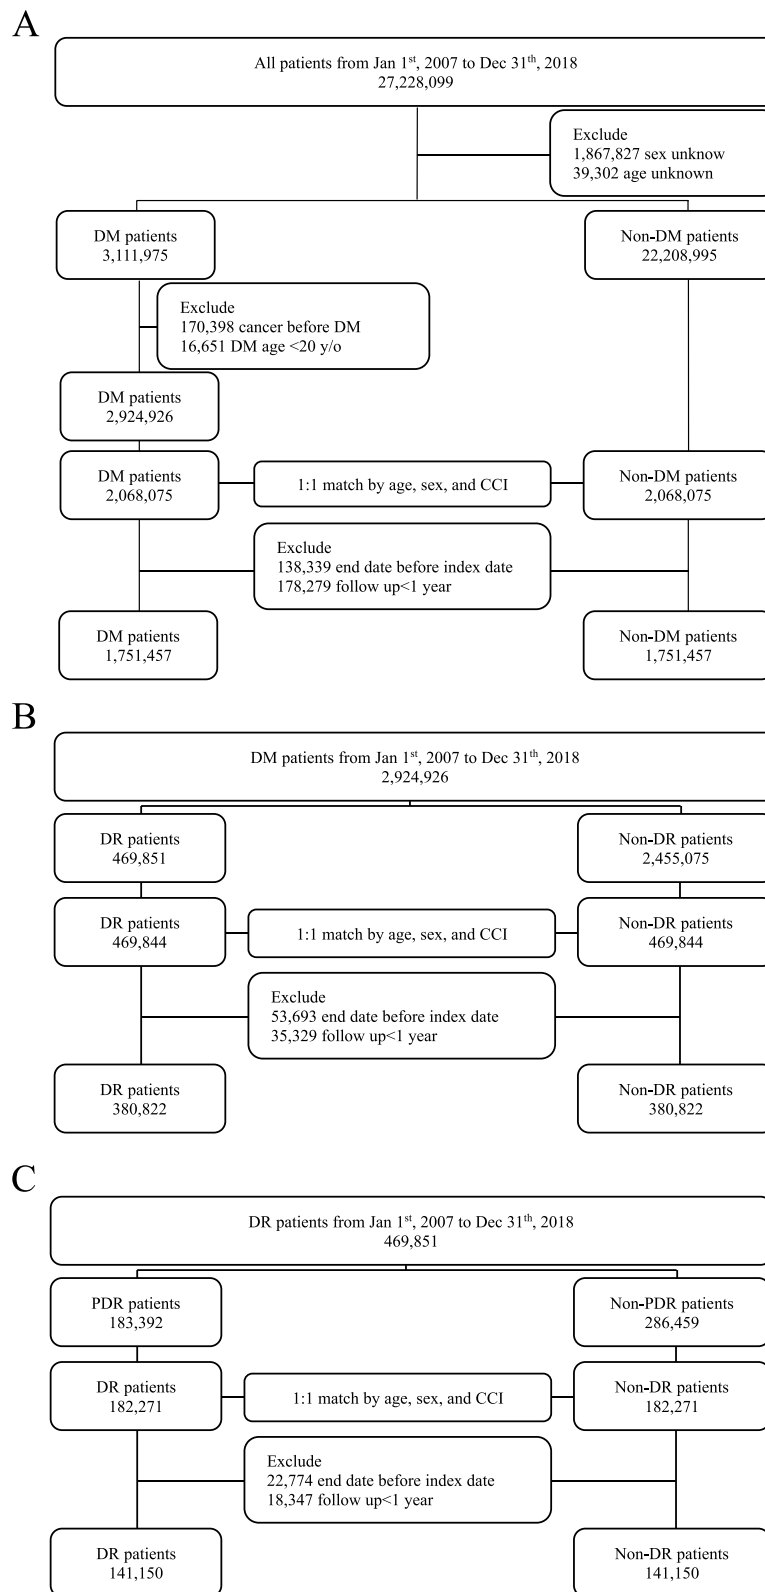 A
All patients from Jan 1st, 2007 to Dec 31th, 2018
27,228,099
Exclude
1,867,827 sex unknow
39,302 age unknown
DM patients
3,111,975
Non-DM patients
22,208,995
Exclude
170,398 cancer before DM
16,651 DM age <20 y/o
DM patients
2,924,926
DM patients
2,068,075
1:1 match by age, sex, and CCI
Non-DM patients
2,068,075
Exclude
138,339 end date before index date
178,279 follow up<1 year
DM patients
1,751,457
Non-DM patients
1,751,457
B
DM patients from Jan 1st, 2007 to Dec 31th, 2018
2,924,926
DR patients
469,851
Non-DR patients
2,455,075
DR patients
469,844
1:1 match by age, sex, and CCI
Non-DR patients
469,844
Exclude
53,693 end date before index date
35,329 follow up<1 year
DR patients
380,822
Non-DR patients
380,822
C
DR patients from Jan 1st, 2007 to Dec 31th, 2018
469,851
PDR patients
183,392
Non-PDR patients
286,459
DR patients
182,271
1:1 match by age, sex, and CCI
Non-DR patients
182,271
Exclude
22,774 end date before index date
18,347 follow up<1 year
DR patients
141,150
Non-DR patients
141,150